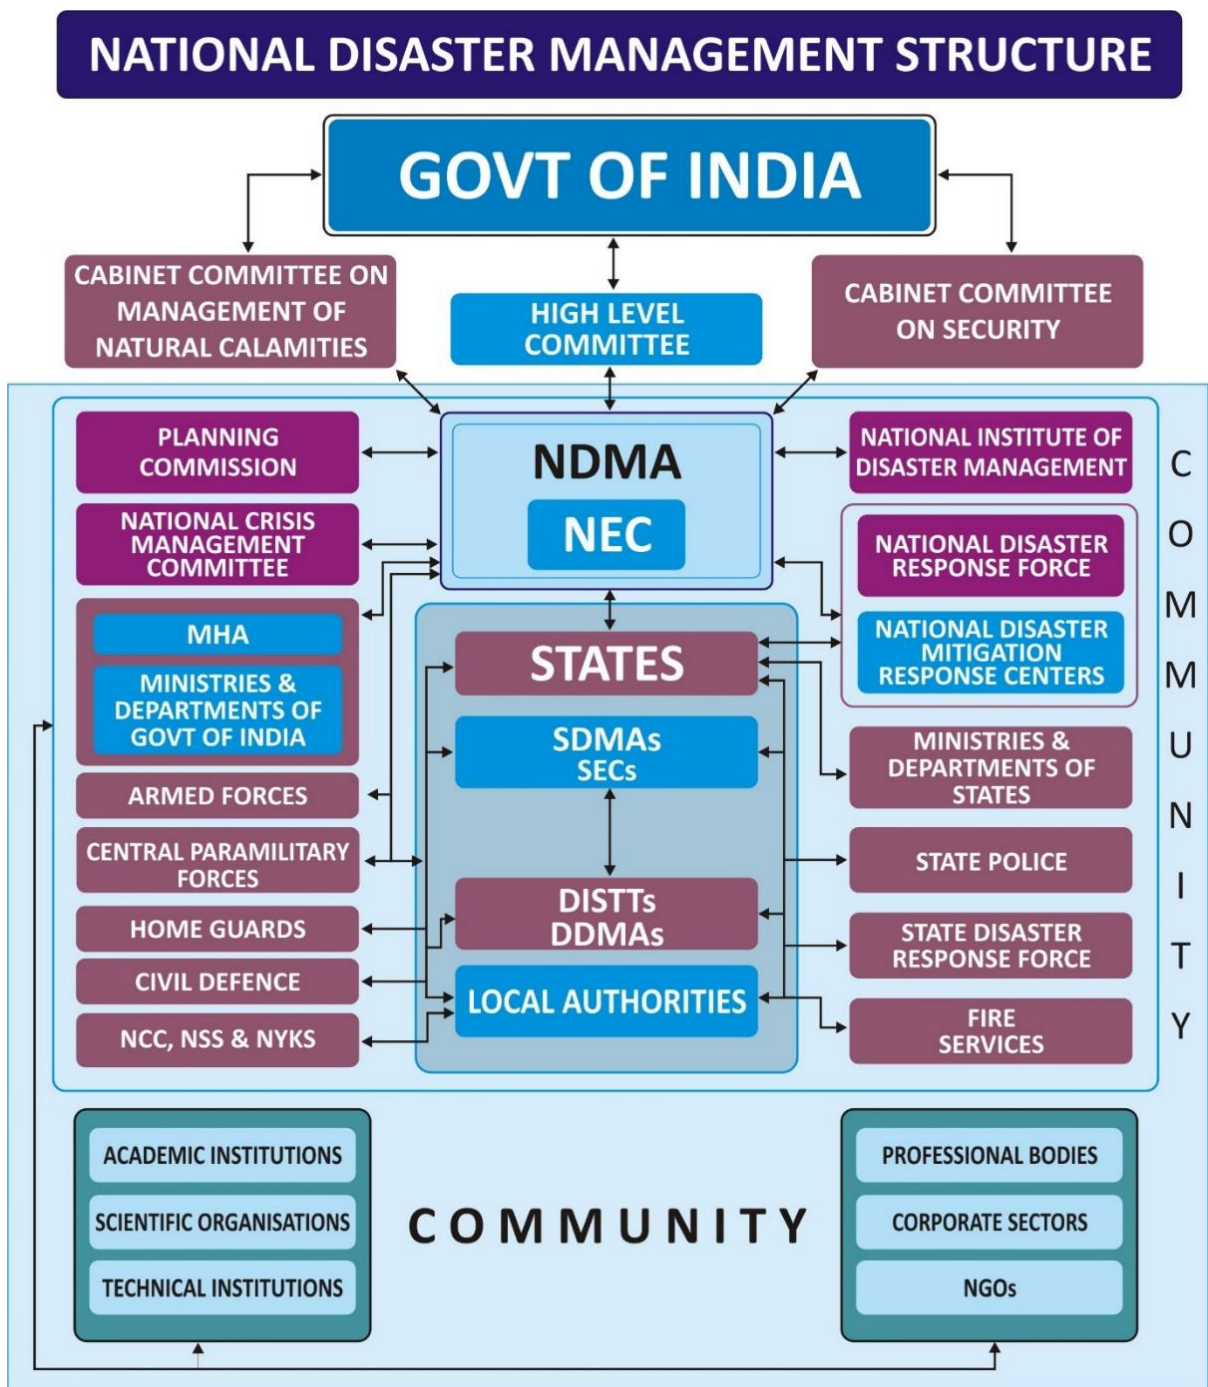 NATIONAL DISASTER MANAGEMENT STRUCTURE
GOVT OF INDIA
CABINET COMMITTEE ON
MANAGEMENT OF
NATURAL CALAMITIES
HIGH LEVEL
COMMITTEE
CABINET COMMITTEE
ON SECURITY
PLANNING
COMMISSION
NATIONAL CRISIS
MANAGEMENT
COMMITTEE
MHA
MINISTRIES &
DEPARTMENTS OF
GOVT OF INDIA
ARMED FORCES
CENTRAL PARAMILITARY
FORCES
HOME GUARDS
CIVIL DEFENCE
NCC, NSS & NYKS
NDMA
NEC
STATES
SDMAs
SECs
DISTTs
DDMAs
LOCAL AUTHORITIES
NATIONAL INSTITUTE OF
DISASTER MANAGEMENT
NATIONAL DISASTER
RESPONSE FORCE
NATIONAL DISASTER
MITIGATION
RESPONSE CENTERS
MINISTRIES &
DEPARTMENTS OF
STATES
STATE POLICE
STATE DISASTER
RESPONSE FORCE
FIRE
SERVICES
COMMUNITY
ACADEMIC INSTITUTIONS
SCIENTIFIC ORGANISATIONS
TECHNICAL INSTITUTIONS
COMMUNITY
PROFESSIONAL BODIES
CORPORATE SECTORS
NGOs